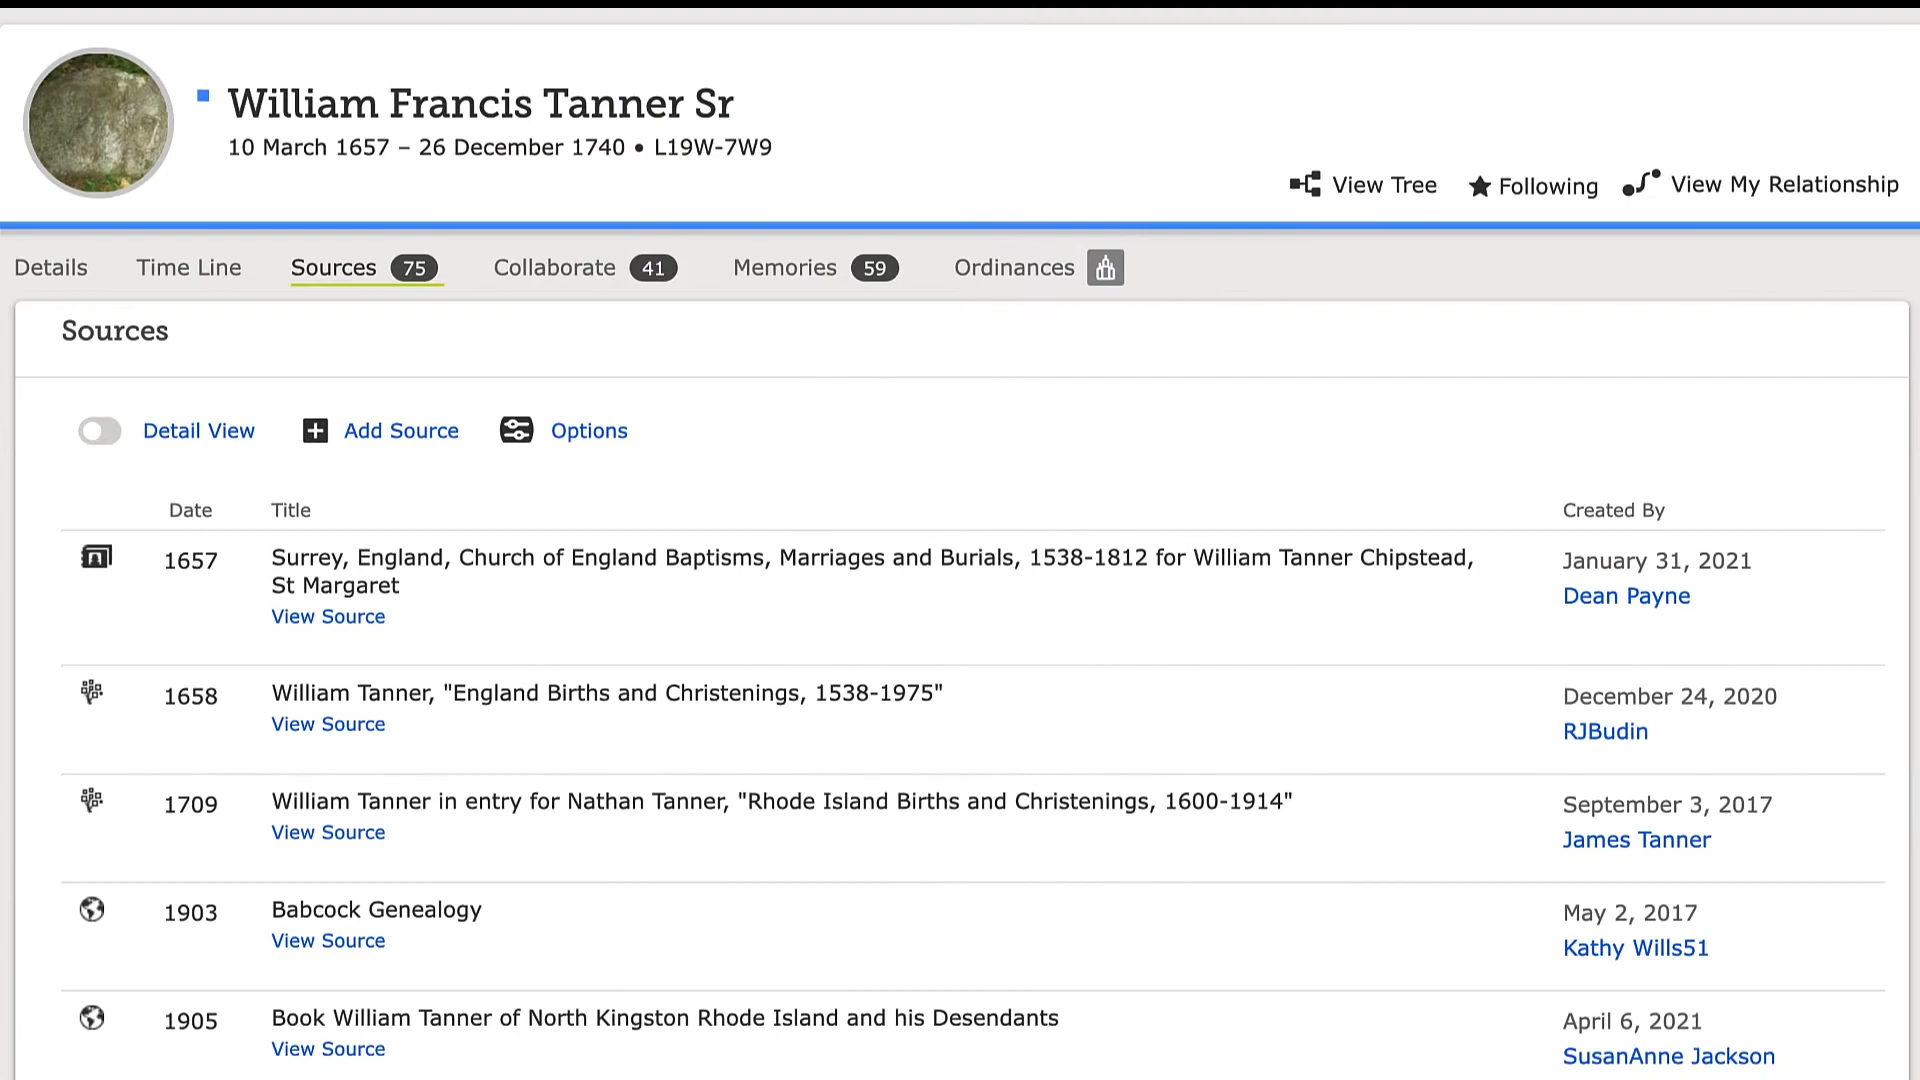 William Francis Tanner Sr
10 March 1657 – 26 December 1740 • L19W-7W9
View Tree
Following
View My Relationship
Details
Time Line
Sources 75
Collaborate 41
Memories 59
Ordinances
Sources
Detail View
Add Source
Options
Date
Title
Created By
1657
Surrey, England, Church of England Baptisms, Marriages and Burials, 1538-1812 for William Tanner Chipstead,
St Margaret
View Source
January 31, 2021
Dean Payne
1658
William Tanner, "England Births and Christenings, 1538-1975"
View Source
December 24, 2020
RJBudin
1709
William Tanner in entry for Nathan Tanner, "Rhode Island Births and Christenings, 1600-1914"
View Source
September 3, 2017
James Tanner
1903
Babcock Genealogy
View Source
May 2, 2017
Kathy Wills51
1905
Book William Tanner of North Kingston Rhode Island and his Desendants
View Source
April 6, 2021
SusanAnne Jackson